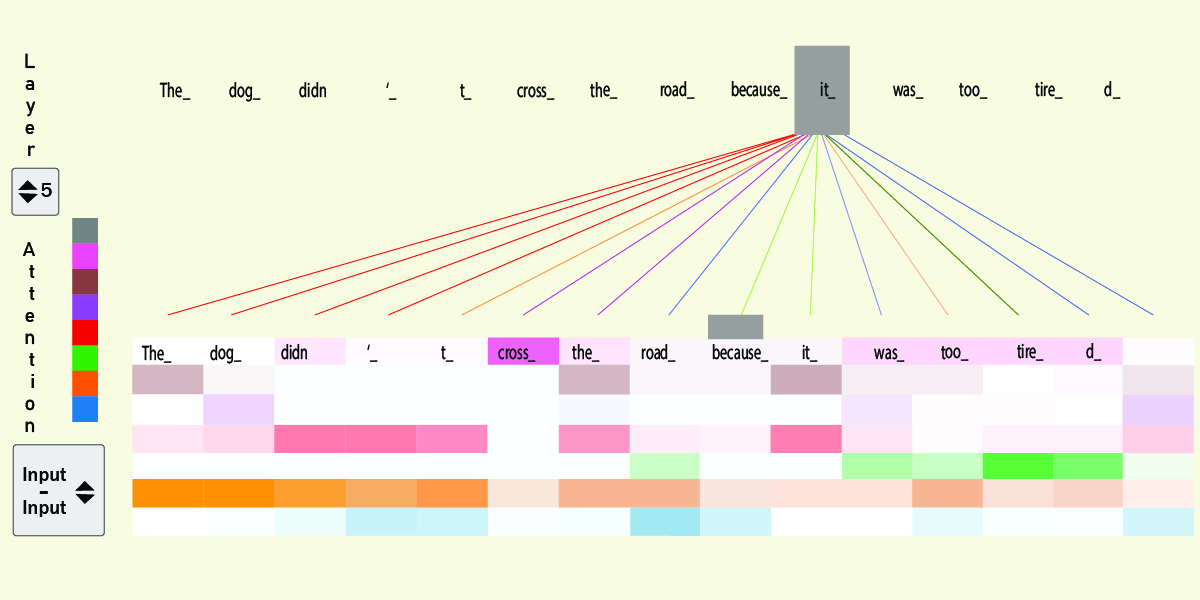 Layer
5
Attention
Input
-
Input
The_ dog_ didn ‘_ t_ cross_ the_ road_ because_ it_ was_ too_ tire_ d_
The_ dog_ didn ‘_ t_ cross_ the_ road_ because_ it_ was_ too_ tire_ d_